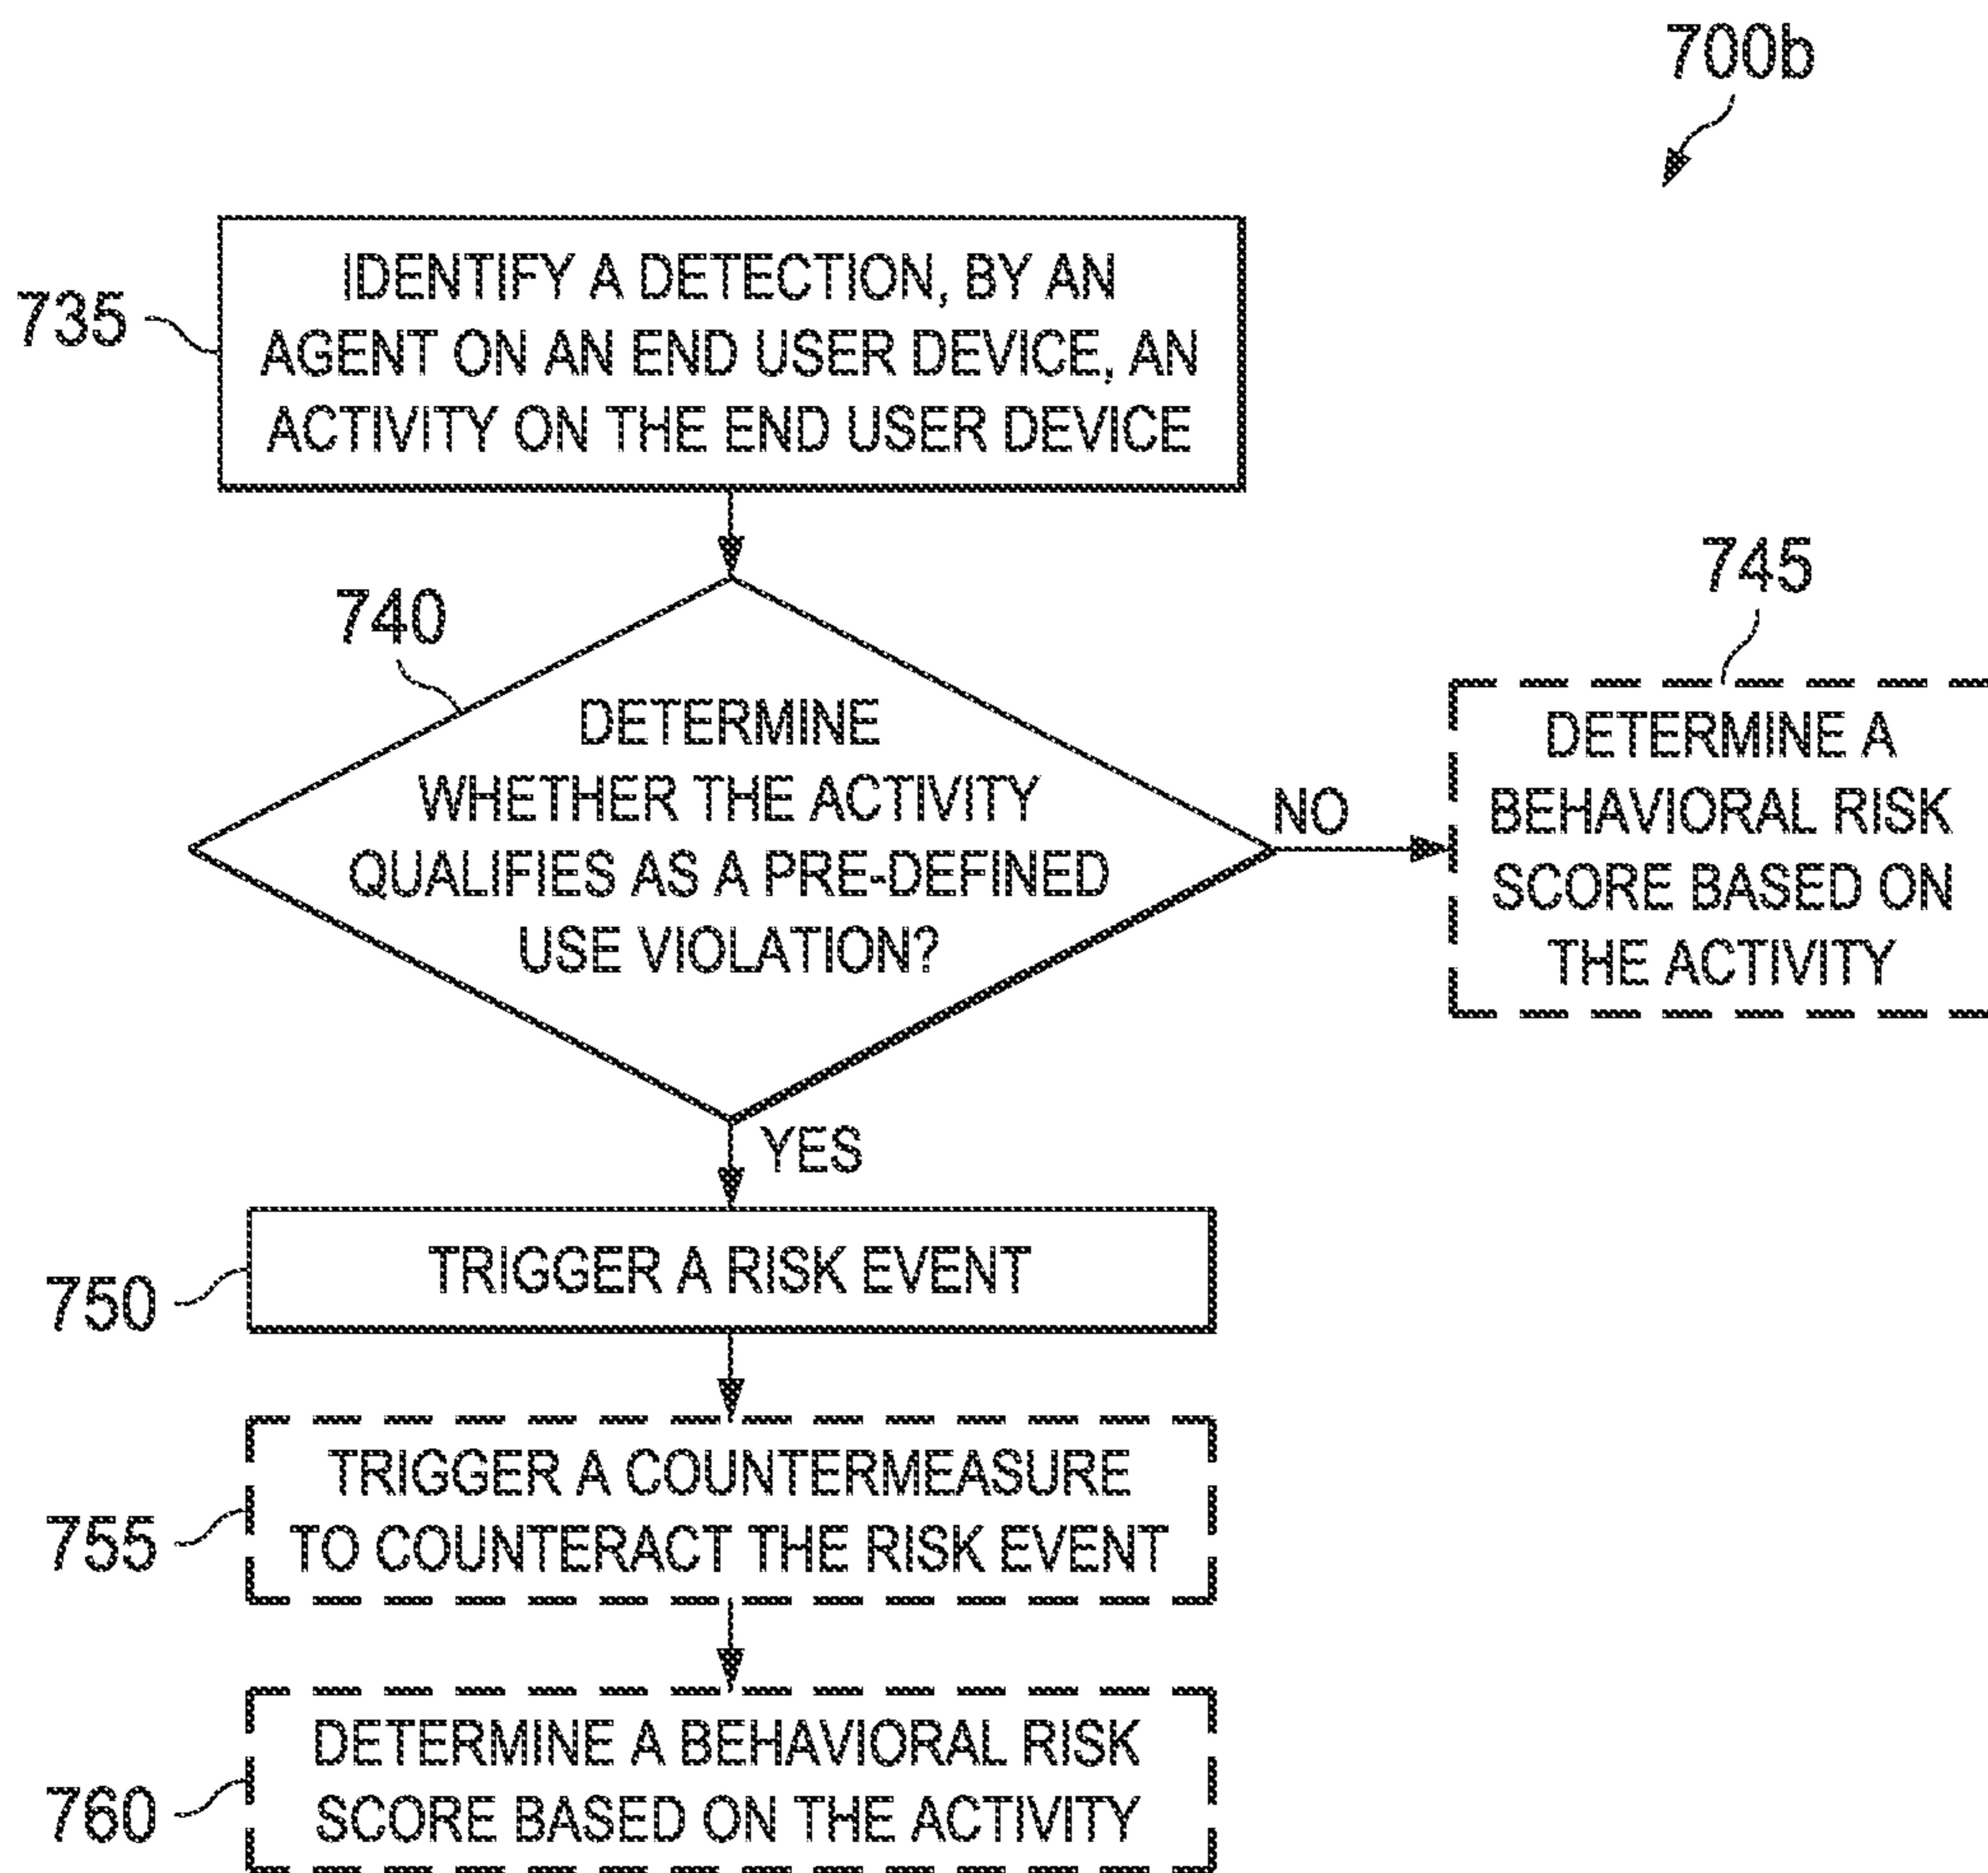 700b
735
IDENTIFY A DETECTION, BY AN
AGENT ON AN END USER DEVICE, AN
ACTIVITY ON THE END USER DEVICE
740
DETERMINE
WHETHER THE ACTIVITY
QUALIFIES AS A PRE-DEFINED
USE VIOLATION?
NO
745
DETERMINE A
BEHAVIORAL RISK
SCORE BASED ON
THE ACTIVITY
YES
750
TRIGGER A RISK EVENT
755
TRIGGER A COUNTERMEASURE
TO COUNTERACT THE RISK EVENT
760
DETERMINE A BEHAVIORAL RISK
SCORE BASED ON THE ACTIVITY